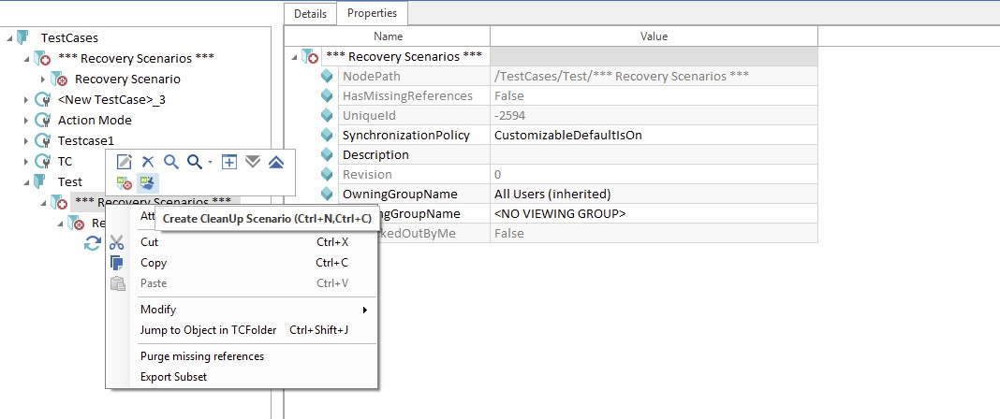 Details
Properties
TestCases
*** Recovery Scenarios ***
Recovery Scenario
<New TestCase>_3
Action Mode
Testcase1
TC
Test
*** Recovery Scenarios ***
Re
Att
Create CleanUp Scenario (Ctrl+N,Ctrl+C)
Cut Ctrl+X
Copy Ctrl+C
Paste Ctrl+V
Modify
Jump to Object in TCFolder Ctrl+Shift+J
Purge missing references
Export Subset
Name Value
*** Recovery Scenarios ***
NodePath /TestCases/Test/*** Recovery Scenarios ***
HasMissingReferences False
UniqueId -2594
SynchronizationPolicy CustomizableDefaultIsOn
Description
Revision 0
OwningGroupName All Users (inherited)
ngGroupName <NO VIEWING GROUP>
kedOutByMe False